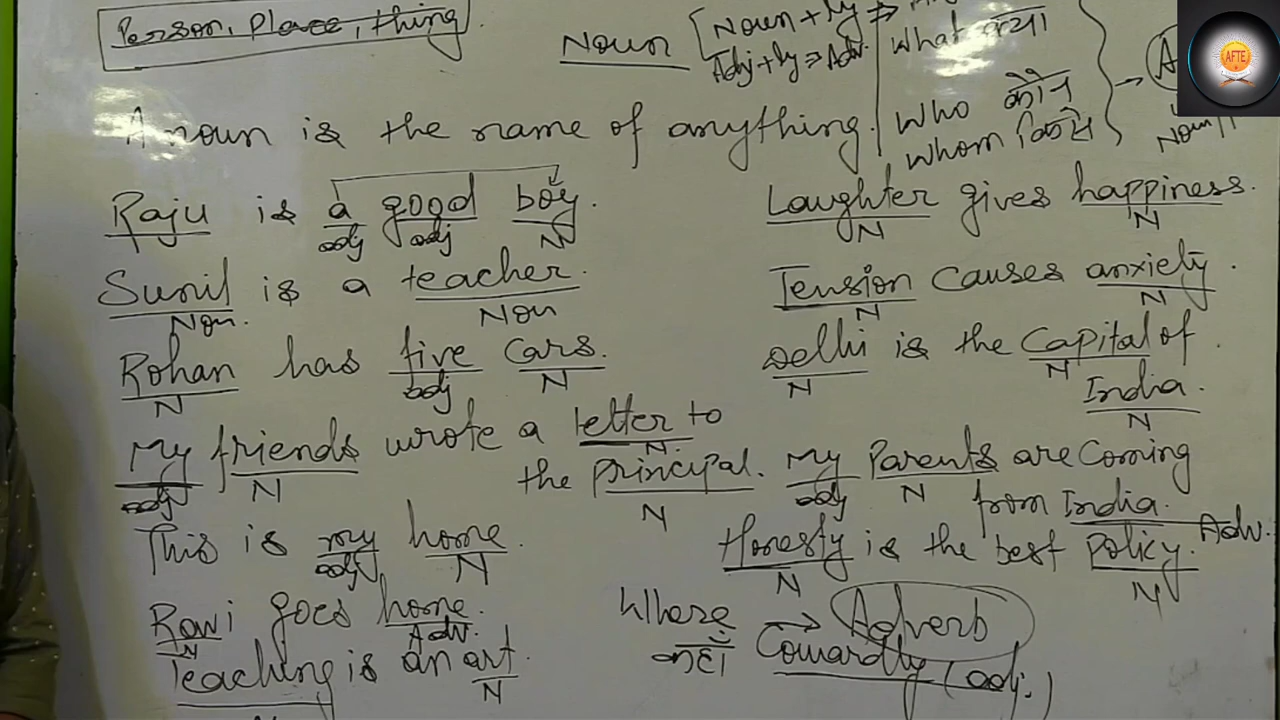 Person, Place, thing
Noun [Noun + ly ⇒
Adj + ly ⇒ Adv.
What क्या
Who कौन
Whom किसे
→ A
Noun
AFTE
A noun is the name of anything.
Raju is a good boy.
adj adj N
Sunil is a teacher.
Noun. Noun
Rohan has five cars.
N adj N
My friends wrote a letter to
N.
the principal.
adj N
N
This is my home.
adj N
Ravi goes home.
N Adv.
Teaching is an art.
N
Laughter gives happiness.
N N
Tension causes anxiety.
N N
Delhi is the capital of
N N
India.
N
My Parents are coming
adj N
from India.
Adv.
Honesty is the best policy.
N N
Where → Adverb
कहाँ Cowardly (adj.)